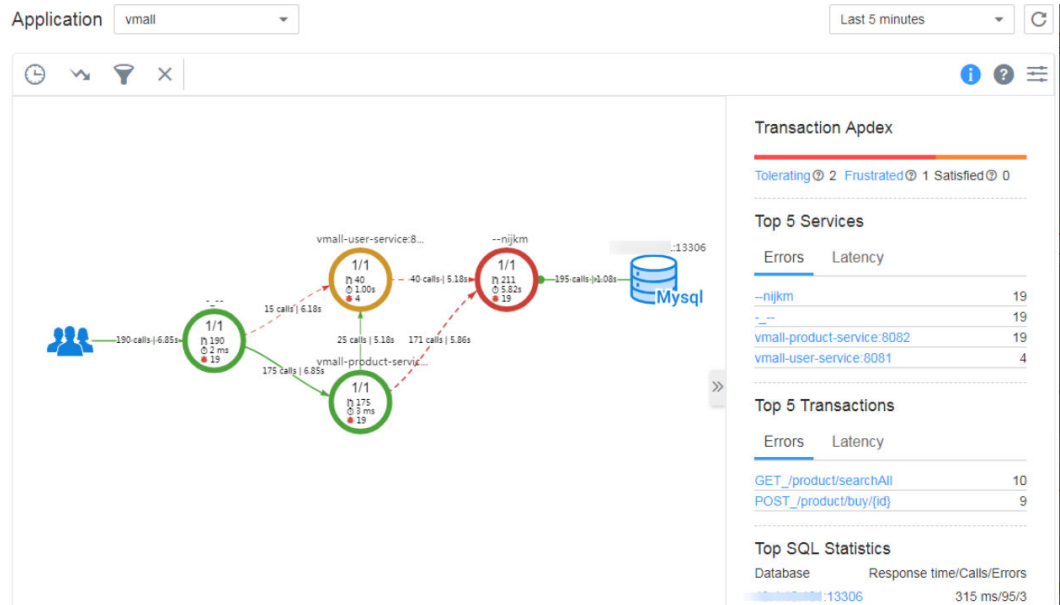 Application vmall Last 5 minutes
Transaction Apdex
Tolerating 2 Frustrated 1 Satisfied 0
Top 5 Services
Errors Latency
--nijkm 19
-_-- 19
vmall-product-service:8082 19
vmall-user-service:8081 4
Top 5 Transactions
Errors Latency
GET_/product/searchAll 10
POST_/product/buy/{id} 9
Top SQL Statistics
Database Response time/Calls/Errors
:13306 315 ms/95/3
vmall-user-service:8...
1/1
40
1.00s
4
--nijkm
1/1
211
5.82s
19
:13306
Mysql
40 calls | 5.18s
195 calls | 1.08s
15 calls | 6.18s
-_--
1/1
190
2 ms
19
190 calls | 6.85s
25 calls | 5.18s
171 calls | 5.86s
175 calls | 6.85s
vmall-product-servic...
1/1
175
3 ms
19